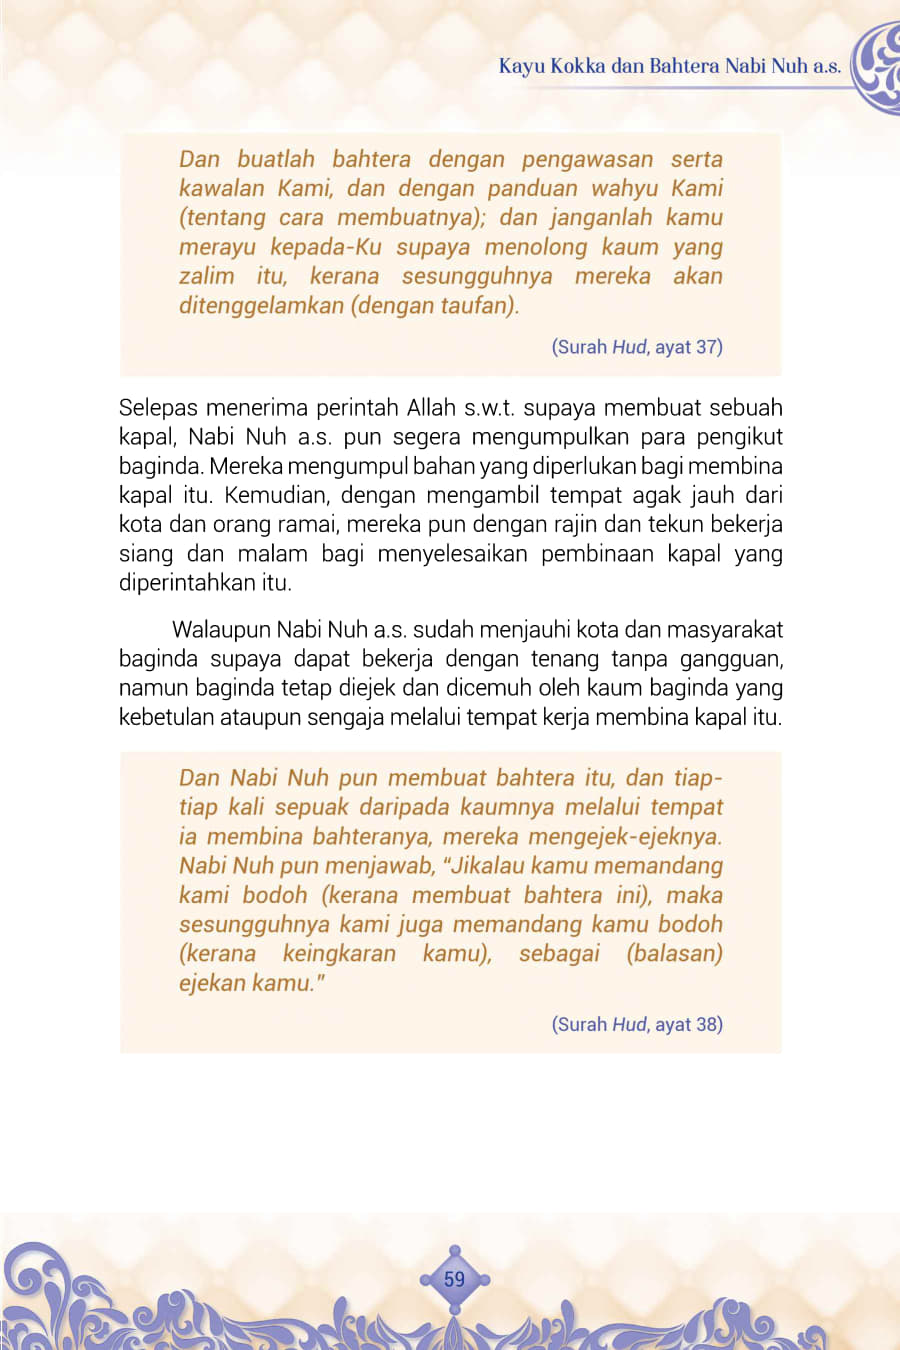 Kayu Kokka dan Bahtera Nabi Nuh a.s.
Dan buatlah bahtera dengan pengawasan serta
kawalan Kami, dan dengan panduan wahyu Kami
(tentang cara membuatnya); dan janganlah kamu
merayu kepada-Ku supaya menolong kaum yang
zalim itu, kerana sesungguhnya mereka akan
ditenggelamkan (dengan taufan).
(Surah Hud, ayat 37)
Selepas menerima perintah Allah s.w.t. supaya membuat sebuah
kapal, Nabi Nuh a.s. pun segera mengumpulkan para pengikut
baginda. Mereka mengumpul bahan yang diperlukan bagi membina
kapal itu. Kemudian, dengan mengambil tempat agak jauh dari
kota dan orang ramai, mereka pun dengan rajin dan tekun bekerja
siang dan malam bagi menyelesaikan pembinaan kapal yang
diperintahkan itu.
Walaupun Nabi Nuh a.s. sudah menjauhi kota dan masyarakat
baginda supaya dapat bekerja dengan tenang tanpa gangguan,
namun baginda tetap diejek dan dicemuh oleh kaum baginda yang
kebetulan ataupun sengaja melalui tempat kerja membina kapal itu.
Dan Nabi Nuh pun membuat bahtera itu, dan tiap-
tiap kali sepuak daripada kaumnya melalui tempat
ia membina bahteranya, mereka mengejek-ejeknya.
Nabi Nuh pun menjawab, “Jikalau kamu memandang
kami bodoh (kerana membuat bahtera ini), maka
sesungguhnya kami juga memandang kamu bodoh
(kerana keingkaran kamu), sebagai (balasan)
ejekan kamu.”
(Surah Hud, ayat 38)
59